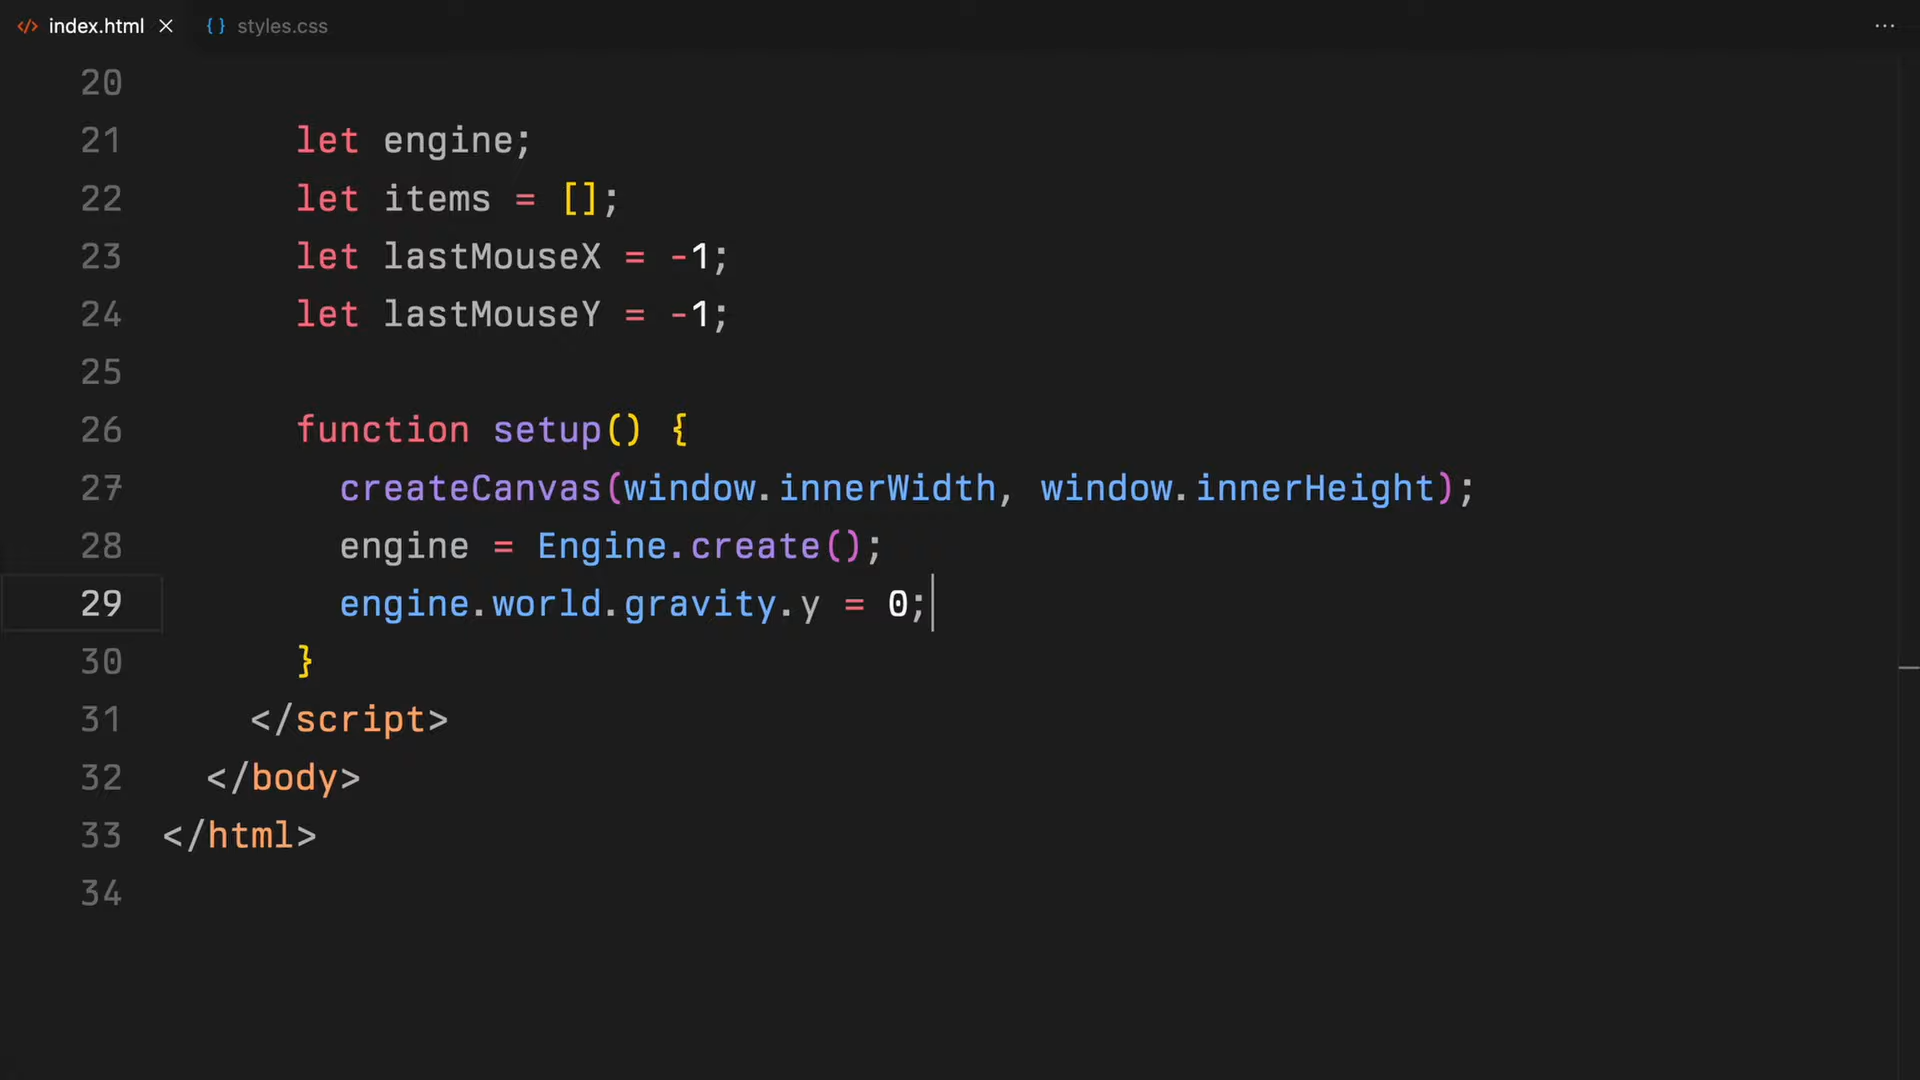 index.html
styles.css
20
21 let engine;
22 let items = [];
23 let lastMouseX = -1;
24 let lastMouseY = -1;
25
26 function setup() {
27 createCanvas(window.innerWidth, window.innerHeight);
28 engine = Engine.create();
29 engine.world.gravity.y = 0;
30 }
31 </script>
32 </body>
33 </html>
34